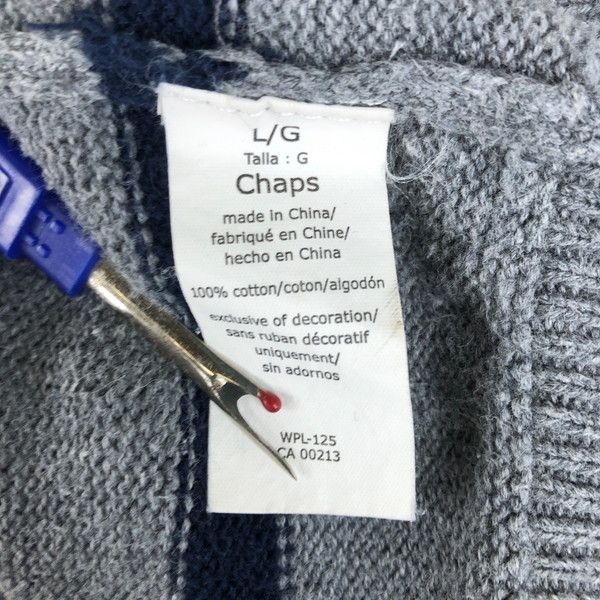 L/G
Talla : G
Chaps
made in China/
fabriqué en Chine/
hecho en China
100% cotton/coton/algodón
exclusive of decoration/
sans ruban décoratif
uniquement/
sin adornos
WPL-125
CA 00213